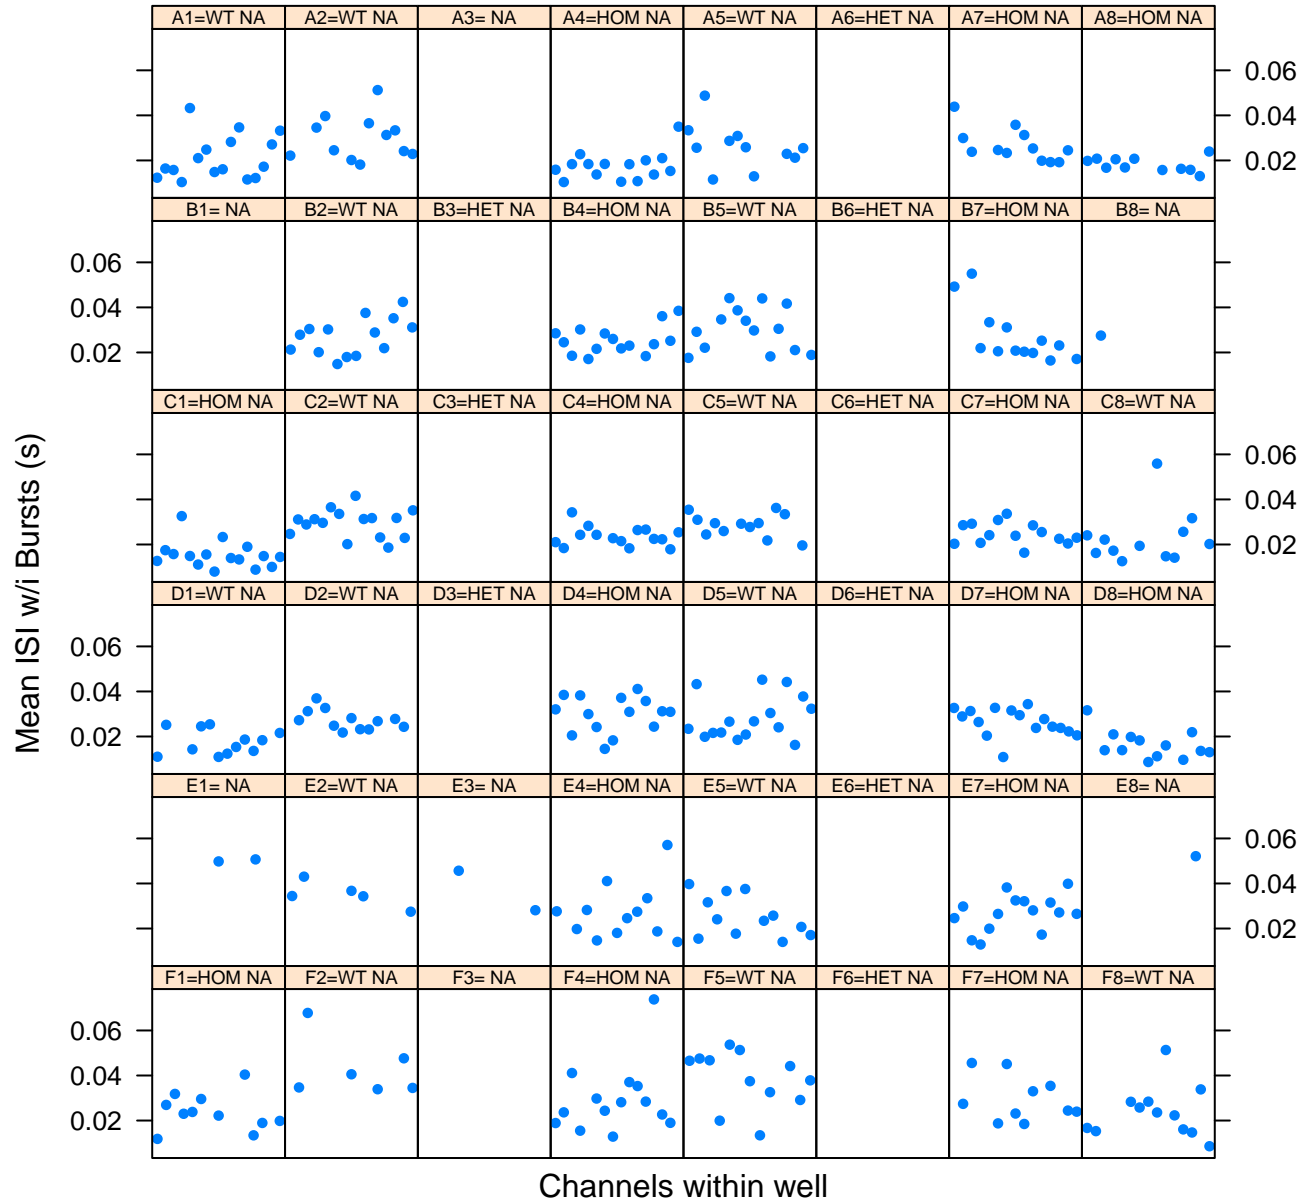 A1=WT NA A2=WT NA A3= NA A4=HOM NA A5=WT NA A6=HET NA A7=HOM NA A8=HOM NA
0.06
0.04
0.02
B1= NA B2=WT NA B3=HET NA B4=HOM NA B5=WT NA B6=HET NA B7=HOM NA B8= NA
0.06
0.04
0.02
C1=HOM NA C2=WT NA C3=HET NA C4=HOM NA C5=WT NA C6=HET NA C7=HOM NA C8=WT NA
0.06
0.04
0.02
D1=WT NA D2=WT NA D3=HET NA D4=HOM NA D5=WT NA D6=HET NA D7=HOM NA D8=HOM NA
0.06
0.04
0.02
E1= NA E2=WT NA E3= NA E4=HOM NA E5=WT NA E6=HET NA E7=HOM NA E8= NA
0.06
0.04
0.02
F1=HOM NA F2=WT NA F3= NA F4=HOM NA F5=WT NA F6=HET NA F7=HOM NA F8=WT NA
0.06
0.04
0.02
Mean ISI w/i Bursts (s)
Channels within well